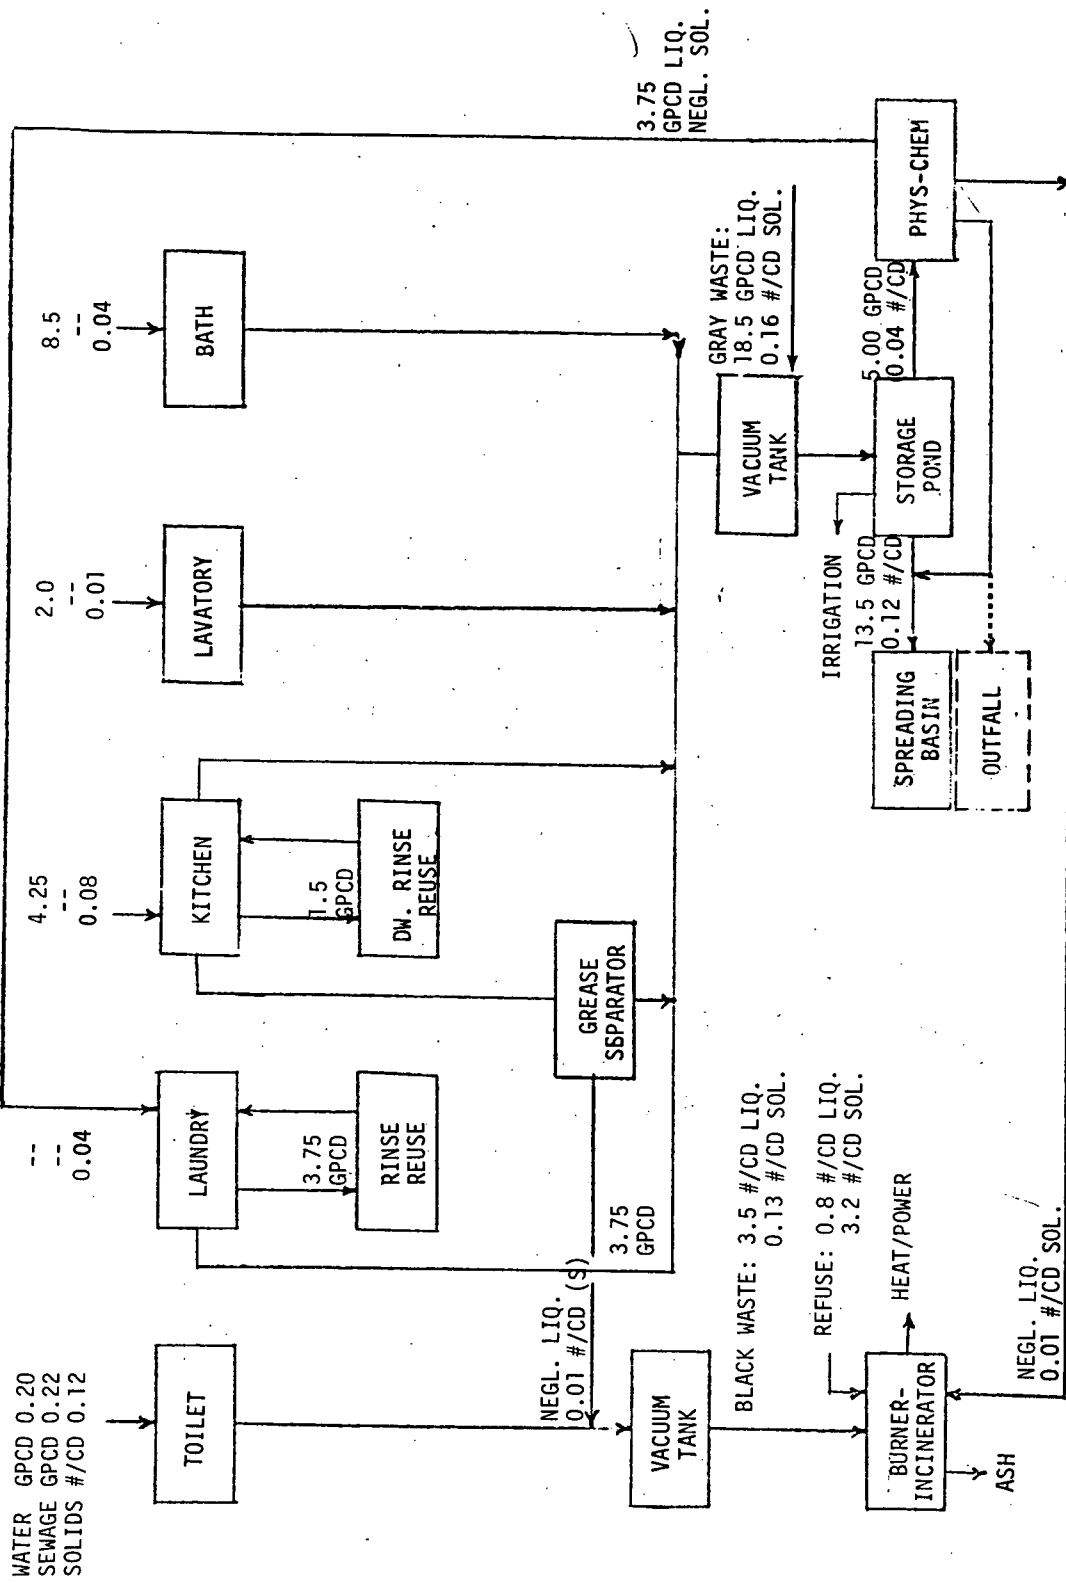 WATER GPCD 0.20
SEWAGE GPCD 0.22
SOLIDS #/CD 0.12
--
--
0.04
4.25
--
0.08
2.0
--
0.01
8.5
--
0.04
TOILET
LAUNDRY
KITCHEN
LAVATORY
BATH
3.75
GPCD
1.5
GPCD
RINSE
REUSE
DW. RINSE
REUSE
3.75
GPCD LIQ.
NEGL. SOL.
GREASE
SEPARATOR
NEGL. LIQ.
0.01 #/CD (S)
3.75
GPCD
VACUUM
TANK
GRAY WASTE:
18.5 GPCD LIQ.
0.16 #/CD SOL.
VACUUM
TANK
BLACK WASTE: 3.5 #/CD LIQ.
0.13 #/CD SOL.
REFUSE: 0.8 #/CD LIQ.
3.2 #/CD SOL.
IRRIGATION
13.5 GPCD
0.12 #/CD
5.00 GPCD
0.04 #/CD
BURNER-
INCINERATOR
HEAT/POWER
SPREADING
BASIN
STORAGE
POND
PHYS-CHEM
OUTFALL
ASH
NEGL. LIQ.
0.01 #/CD SOL.